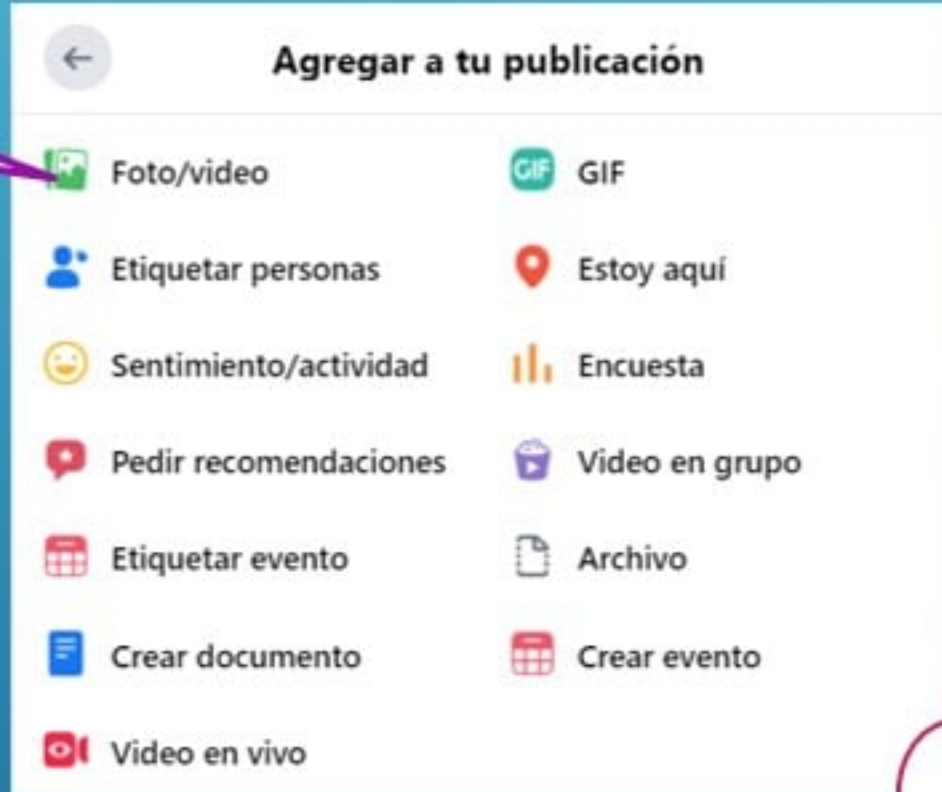 Agregar a tu publicación
Foto/video
GIF GIF
Etiquetar personas
Estoy aquí
Sentimiento/actividad
Encuesta
Pedir recomendaciones
Video en grupo
Etiquetar evento
Archivo
Crear documento
Crear evento
Video en vivo